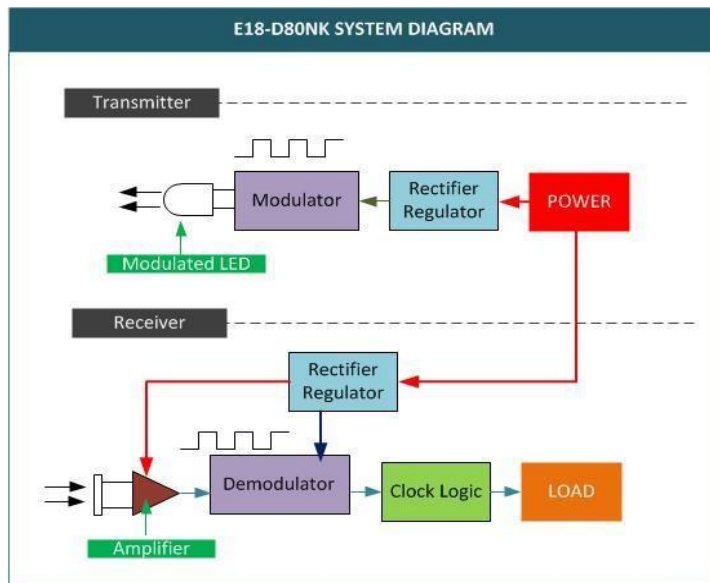 E18-D80NK SYSTEM DIAGRAM
Transmitter
Modulator
Rectifier
Regulator
POWER
Modulated LED
Receiver
Rectifier
Regulator
Demodulator
Clock Logic
LOAD
Amplifier